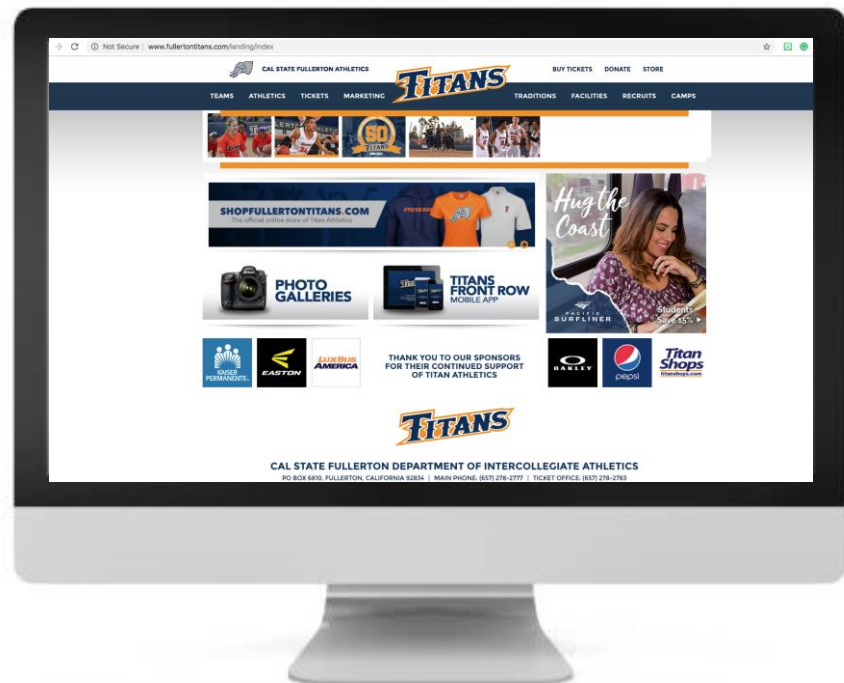 Not Secure | www.fullertontitans.com/landing/index
CAL STATE FULLERTON ATHLETICS
TITANS
BUY TICKETS DONATE STORE
TEAMS ATHLETICS TICKETS MARKETING
TRADITIONS FACILITIES RECRUITS CAMPS
50
TITANS
SHOPFULLERTONTITANS.COM
The official online store of Titan Athletics
Hug the
Coast
PHOTO
GALLERIES
TITANS
FRONT ROW
MOBILE APP
PACIFIC
SURFLINER
Students
Save 15%
KAISER
PERMANENTE
EASTON
LUXBUS
AMERICA
THANK YOU TO OUR SPONSORS
FOR THEIR CONTINUED SUPPORT
OF TITAN ATHLETICS
OAKLEY
pepsi
Titan
Shops
titanshops.com
TITANS
CAL STATE FULLERTON DEPARTMENT OF INTERCOLLEGIATE ATHLETICS
PO BOX 6810, FULLERTON, CALIFORNIA 92834 | MAIN PHONE: (657) 278-2777 | TICKET OFFICE: (657) 278-2783